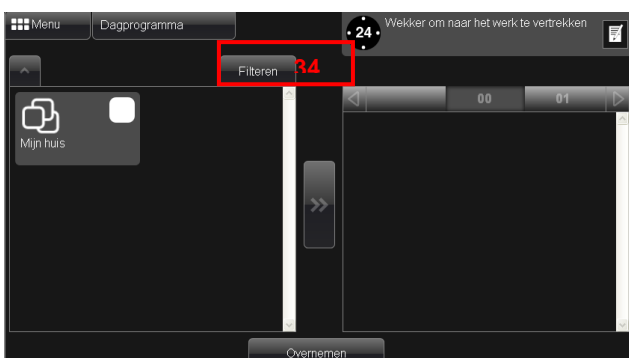 Menu
Dagprogramma
24
Wekker om naar het werk te vertrekken
Filteren
34
Mijn huis
00
01
Overnemen